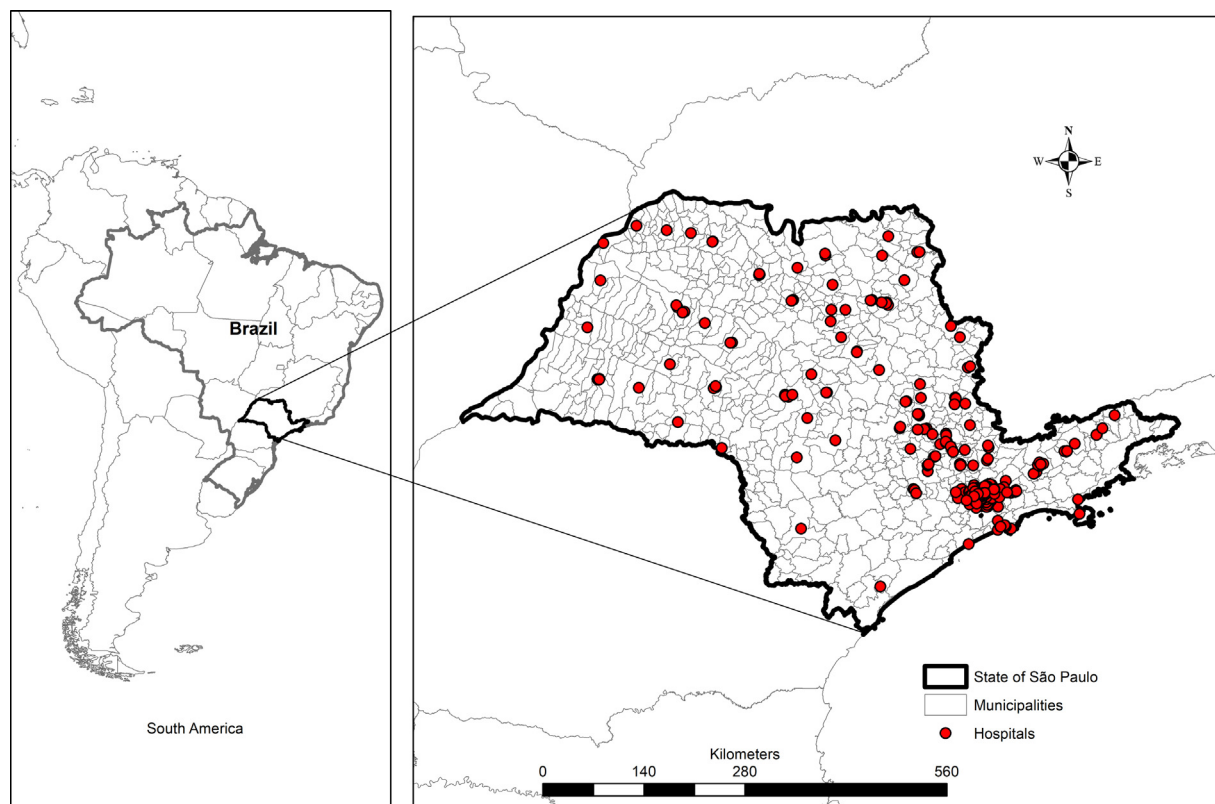 Brazil
South America
N
W E
S
State of São Paulo
Municipalities
Hospitals
Kilometers
0 140 280 560